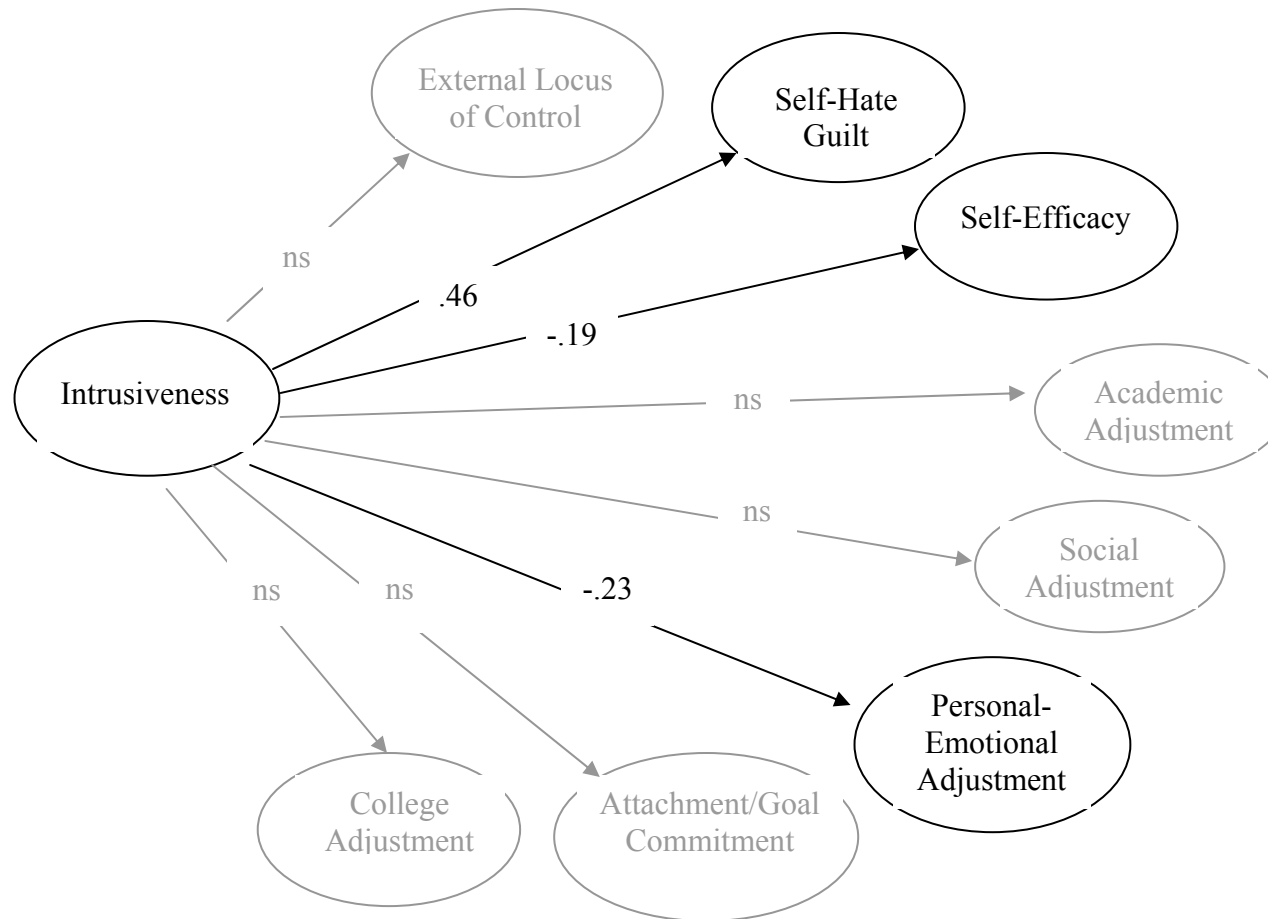 External Locus
of Control
Self-Hate
Guilt
Self-Efficacy
ns
.46
-.19
Intrusiveness
ns
Academic
Adjustment
ns
Social
Adjustment
ns
ns
-.23
Personal-
Emotional
Adjustment
College
Adjustment
Attachment/Goal
Commitment